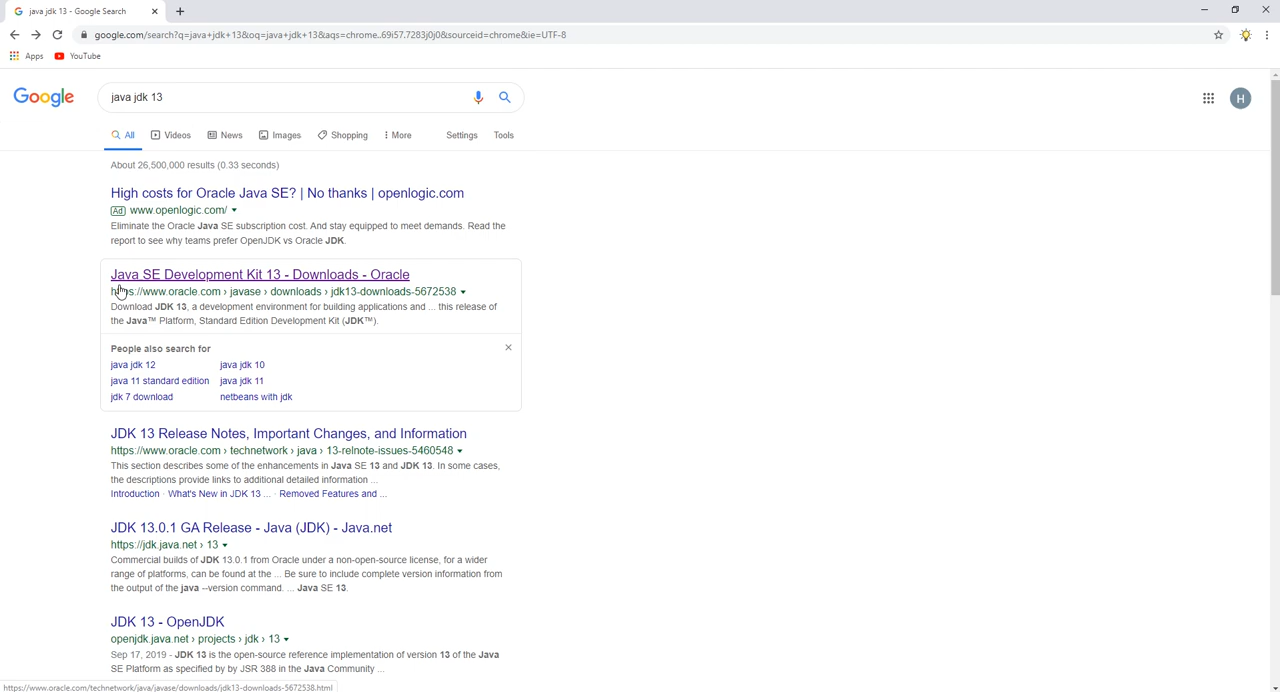 java jdk 13 - Google Search
google.com/search?q=java+jdk+13&oq=java+jdk+13&aqs=chrome..69i57.7283j0j0&sourceid=chrome&ie=UTF-8
Apps YouTube
Google java jdk 13 H
All Videos News Images Shopping More Settings Tools
About 26,500,000 results (0.33 seconds)
High costs for Oracle Java SE? | No thanks | openlogic.com
Ad www.openlogic.com/
Eliminate the Oracle Java SE subscription cost. And stay equipped to meet demands. Read the
report to see why teams prefer OpenJDK vs Oracle JDK.
Java SE Development Kit 13 - Downloads - Oracle
https://www.oracle.com › javase › downloads › jdk13-downloads-5672538
Download JDK 13, a development environment for building applications and ... this release of
the Java™ Platform, Standard Edition Development Kit (JDK™).
People also search for
java jdk 12 java jdk 10
java 11 standard edition java jdk 11
jdk 7 download netbeans with jdk
JDK 13 Release Notes, Important Changes, and Information
https://www.oracle.com › technetwork › java › 13-relnote-issues-5460548
This section describes some of the enhancements in Java SE 13 and JDK 13. In some cases,
the descriptions provide links to additional detailed information ...
Introduction · What's New in JDK 13 ... · Removed Features and ...
JDK 13.0.1 GA Release - Java (JDK) - Java.net
https://jdk.java.net › 13
Commercial builds of JDK 13.0.1 from Oracle under a non-open-source license, for a wider
range of platforms, can be found at the ... Be sure to include complete version information from
the output of the java --version command. ... Java SE 13.
JDK 13 - OpenJDK
openjdk.java.net › projects › jdk › 13
Sep 17, 2019 - JDK 13 is the open-source reference implementation of version 13 of the Java
SE Platform as specified by by JSR 388 in the Java Community ...
https://www.oracle.com/technetwork/java/javase/downloads/jdk13-downloads-5672538.html